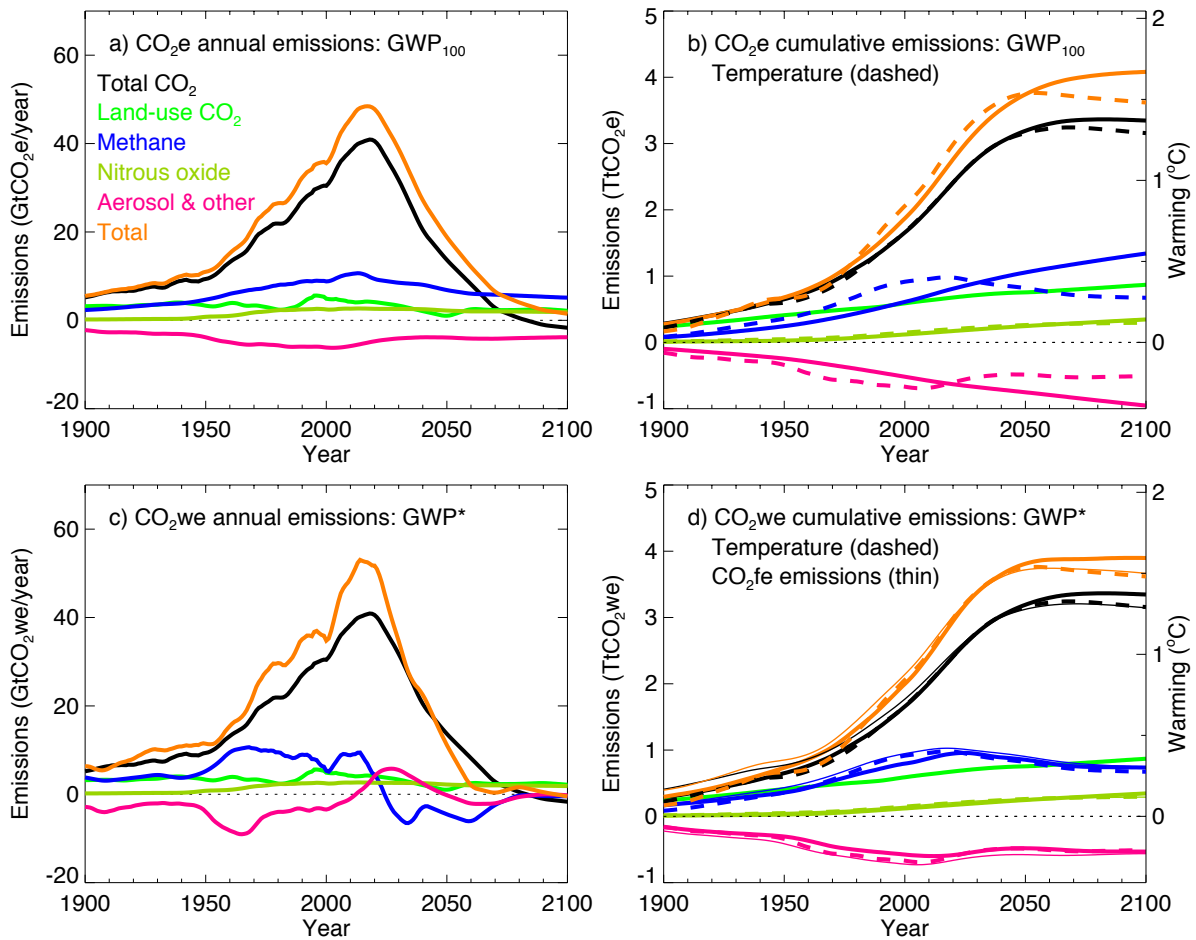 a) CO₂e annual emissions: GWP₁₀₀
Total CO₂
Land-use CO₂
Methane
Nitrous oxide
Aerosol & other
Total
60
40
20
0
-20
Emissions (GtCO₂e/year)
1900 1950 2000 2050 2100
Year
b) CO₂e cumulative emissions: GWP₁₀₀
Temperature (dashed)
5
4
3
2
1
0
-1
Emissions (TtCO₂e)
2
1
0
Warming (°C)
1900 1950 2000 2050 2100
Year
c) CO₂we annual emissions: GWP*
60
40
20
0
-20
Emissions (GtCO₂we/year)
1900 1950 2000 2050 2100
Year
d) CO₂we cumulative emissions: GWP*
Temperature (dashed)
CO₂fe emissions (thin)
5
4
3
2
1
0
-1
Emissions (TtCO₂we)
2
1
0
Warming (°C)
1900 1950 2000 2050 2100
Year